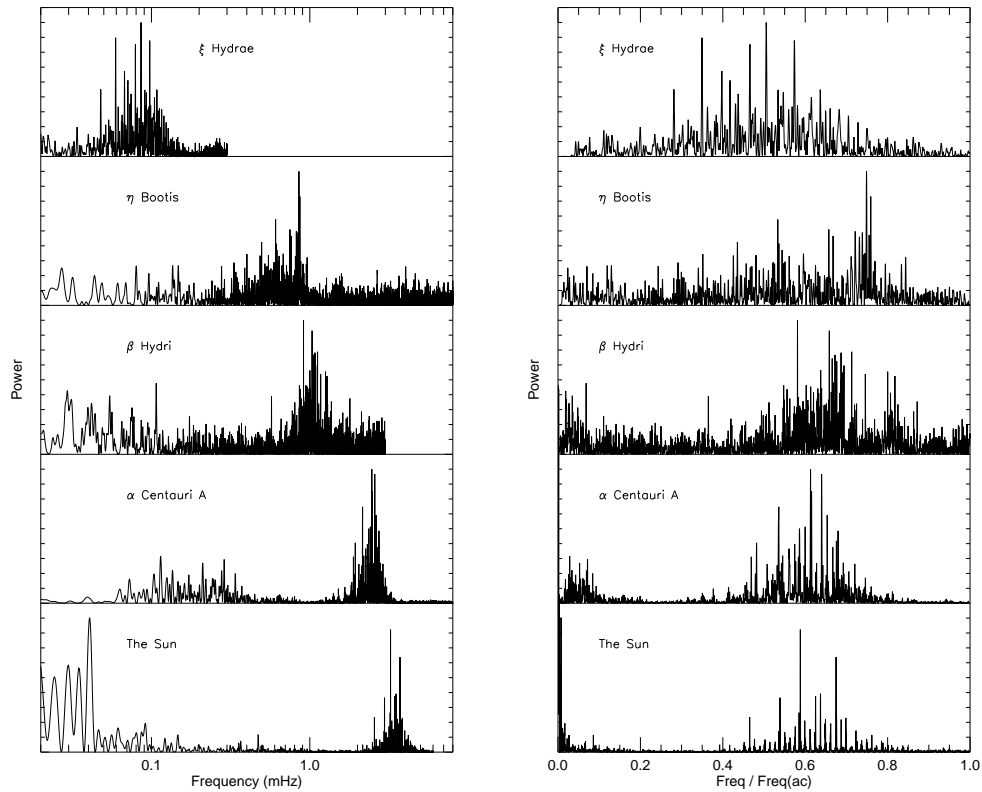 ξ Hydrae
η Bootis
β Hydri
α Centauri A
The Sun
Power
0.1 1.0
Frequency (mHz)
ξ Hydrae
η Bootis
β Hydri
α Centauri A
The Sun
Power
0.0 0.2 0.4 0.6 0.8 1.0
Freq / Freq(ac)